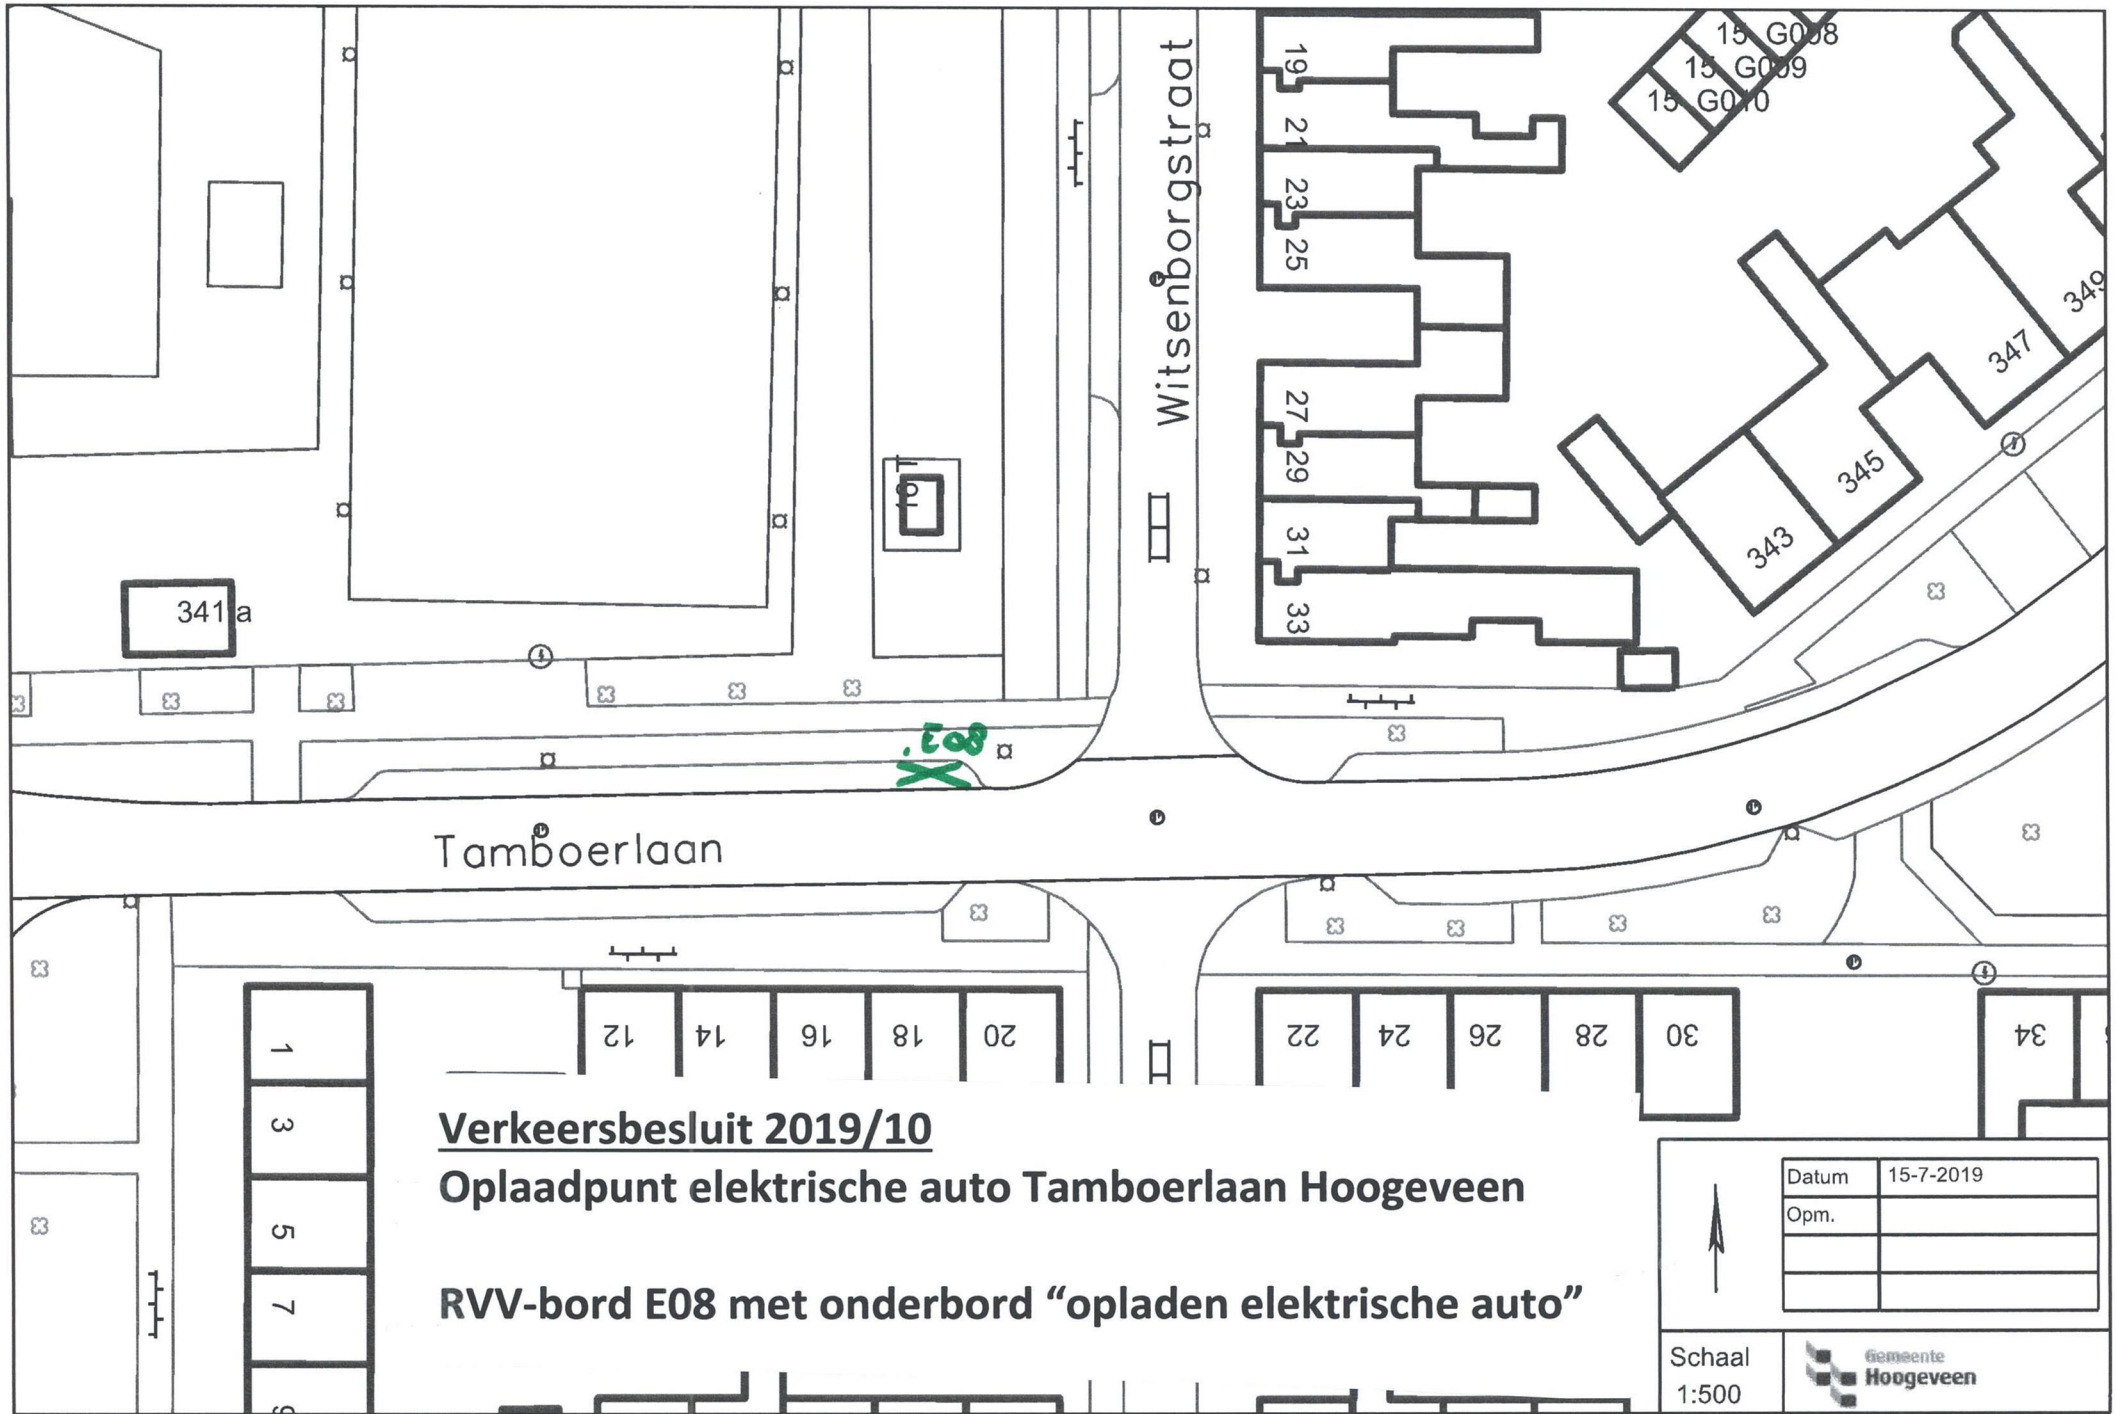 15 G008
15 G009
15 G010
19
21
23
25
27
29
31
33
Witsenborgstraat
349
347
345
343
341 a
.E08
Tamboerlaan
12
14
16
18
20
22
24
26
28
30
34
1
3
5
7
Verkeersbesluit 2019/10
Oplaadpunt elektrische auto Tamboerlaan Hoogeveen
RVV-bord E08 met onderbord “opladen elektrische auto”
Datum 15-7-2019
Opm.
Schaal
1:500
Gemeente
Hoogeveen